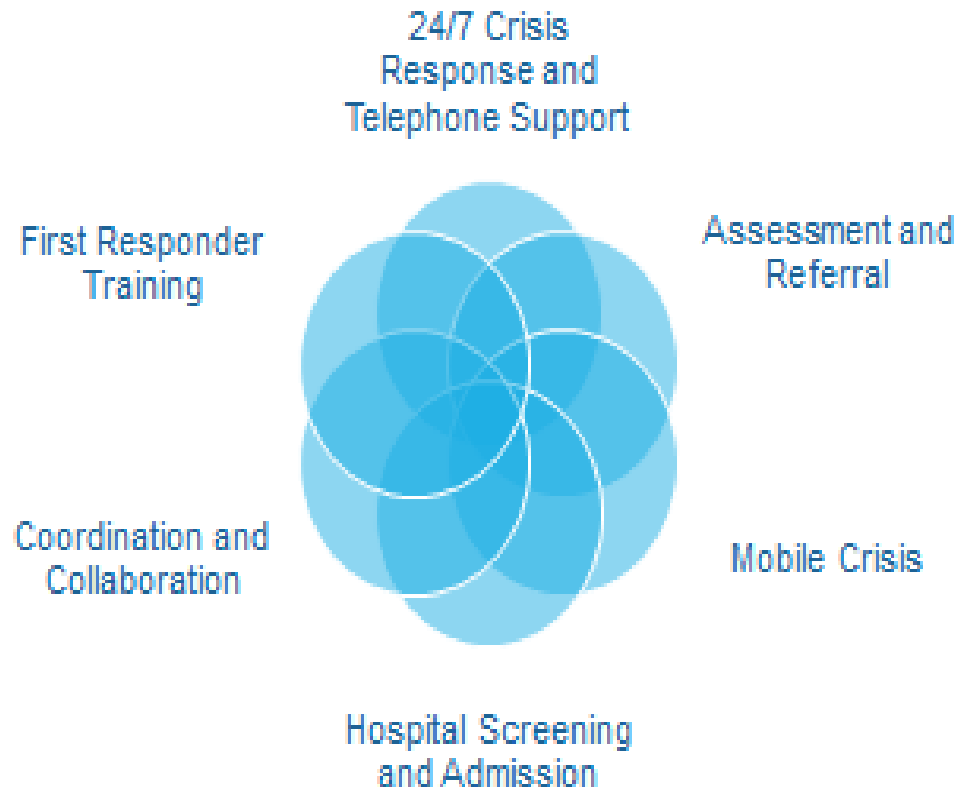 24/7 Crisis
Response and
Telephone Support
First Responder
Training
Assessment and
Referral
Coordination and
Collaboration
Mobile Crisis
Hospital Screening
and Admission